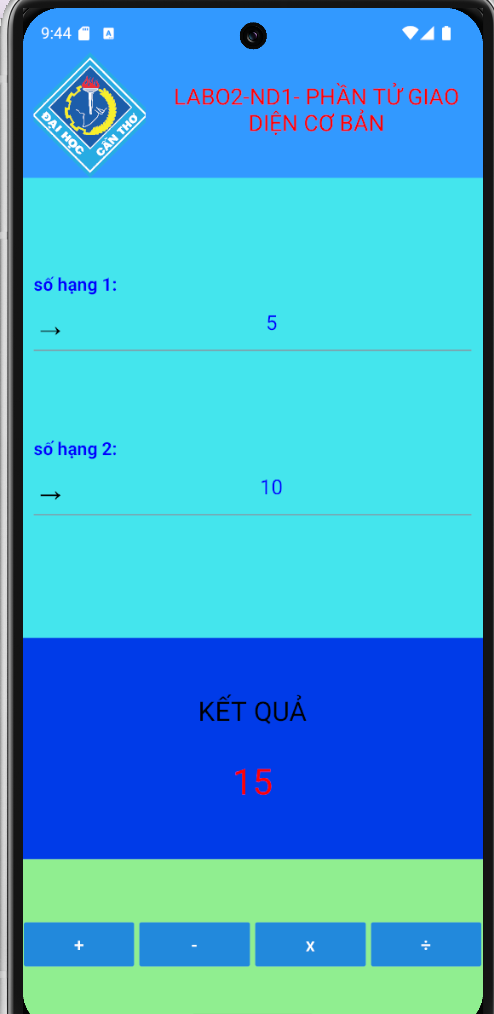 9:44
A
LABO2-ND1- PHẦN TỬ GIAO
DIỆN CƠ BẢN
ĐẠI HỌC
CẦN THƠ
số hạng 1:
→
5
số hạng 2:
→
10
KẾT QUẢ
15
+
-
x
÷